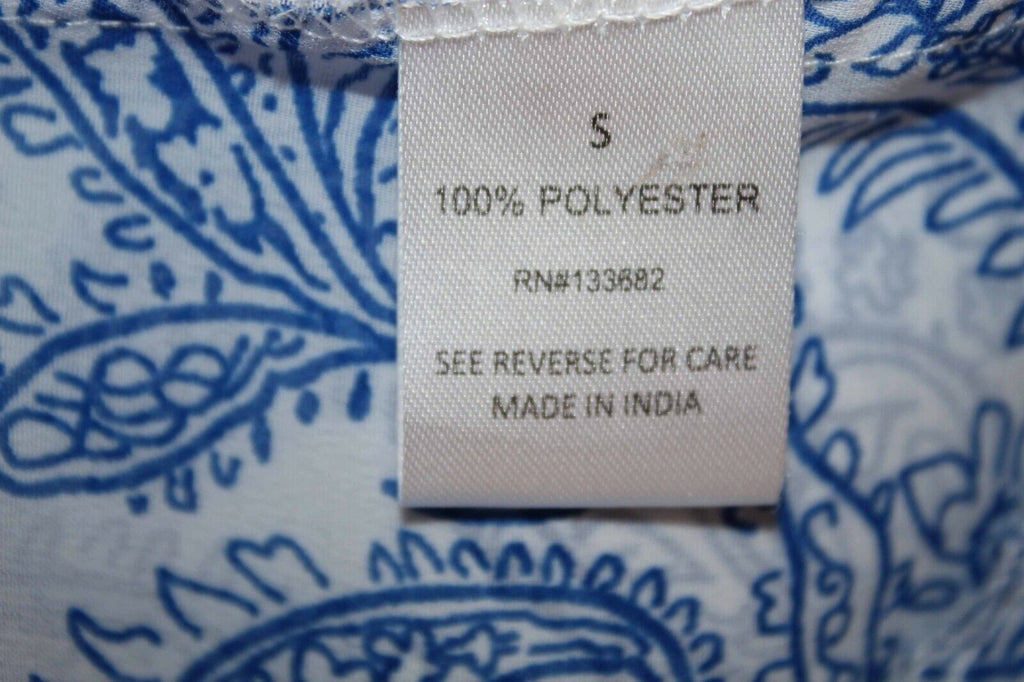 S
100% POLYESTER
RN#133682
SEE REVERSE FOR CARE
MADE IN INDIA